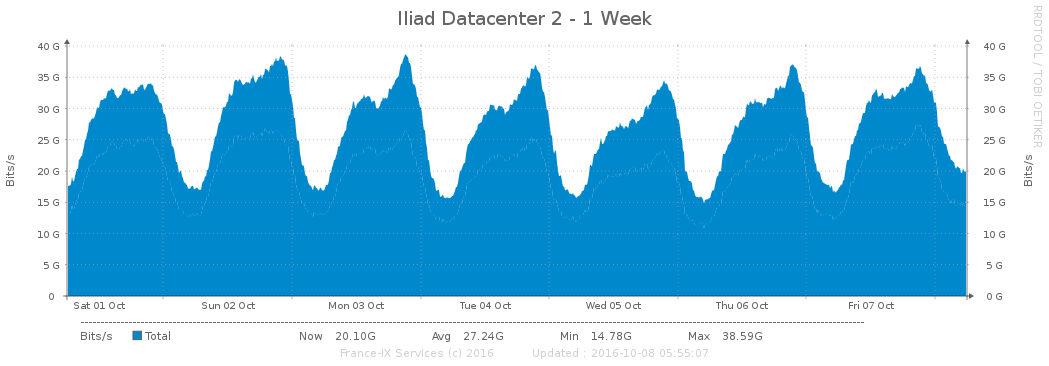 Iliad Datacenter 2 - 1 Week
RRDTOOL / TOBI OETIKER
Bits/s
40 G
35 G
30 G
25 G
20 G
15 G
10 G
5 G
0
40 G
35 G
30 G
25 G
20 G
15 G
10 G
5 G
0 G
Bits/s
Sat 01 Oct Sun 02 Oct Mon 03 Oct Tue 04 Oct Wed 05 Oct Thu 06 Oct Fri 07 Oct
Bits/s Total Now 20.10G Avg 27.24G Min 14.78G Max 38.59G
France-IX Services (c) 2016 Updated : 2016-10-08 05:55:07